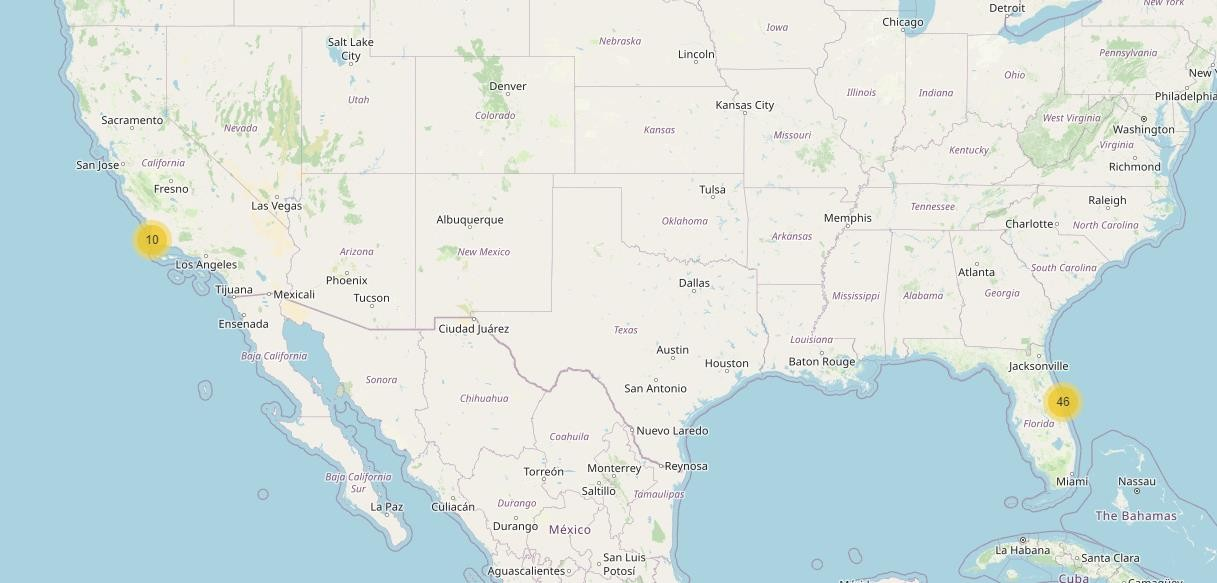 New York
Detroit
Chicago
Iowa
Salt Lake
City
Nebraska
Lincoln
Pennsylvania
Ohio
New Y
Denver
Utah
Illinois
Indiana
Philadelphia
Kansas City
Colorado
Sacramento
West Virginia
Nevada
Kansas
Missouri
Washington
Virginia
Kentucky
San Jose
California
Richmond
Fresno
Tulsa
Las Vegas
Raleigh
Tennessee
Albuquerque
Oklahoma
Memphis
Charlotte
North Carolina
10
Arkansas
Arizona
New Mexico
Los Angeles
South Carolina
Atlanta
Phoenix
Dallas
Tijuana
Mexicali
Tucson
Mississippi
Alabama
Georgia
Ensenada
Ciudad Juárez
Texas
Louisiana
Austin
Baja California
Houston
Baton Rouge
Jacksonville
Sonora
San Antonio
Chihuahua
46
Florida
Nuevo Laredo
Coahuila
Torreón
Monterrey
Reynosa
Baja California
Sur
Saltillo
Tamaulipas
Miami
Nassau
La Paz
Culiacán
Durango
Durango
México
The Bahamas
La Habana
Santa Clara
San Luis
Potosí
Aguascalientes
Cuba
Camagüey